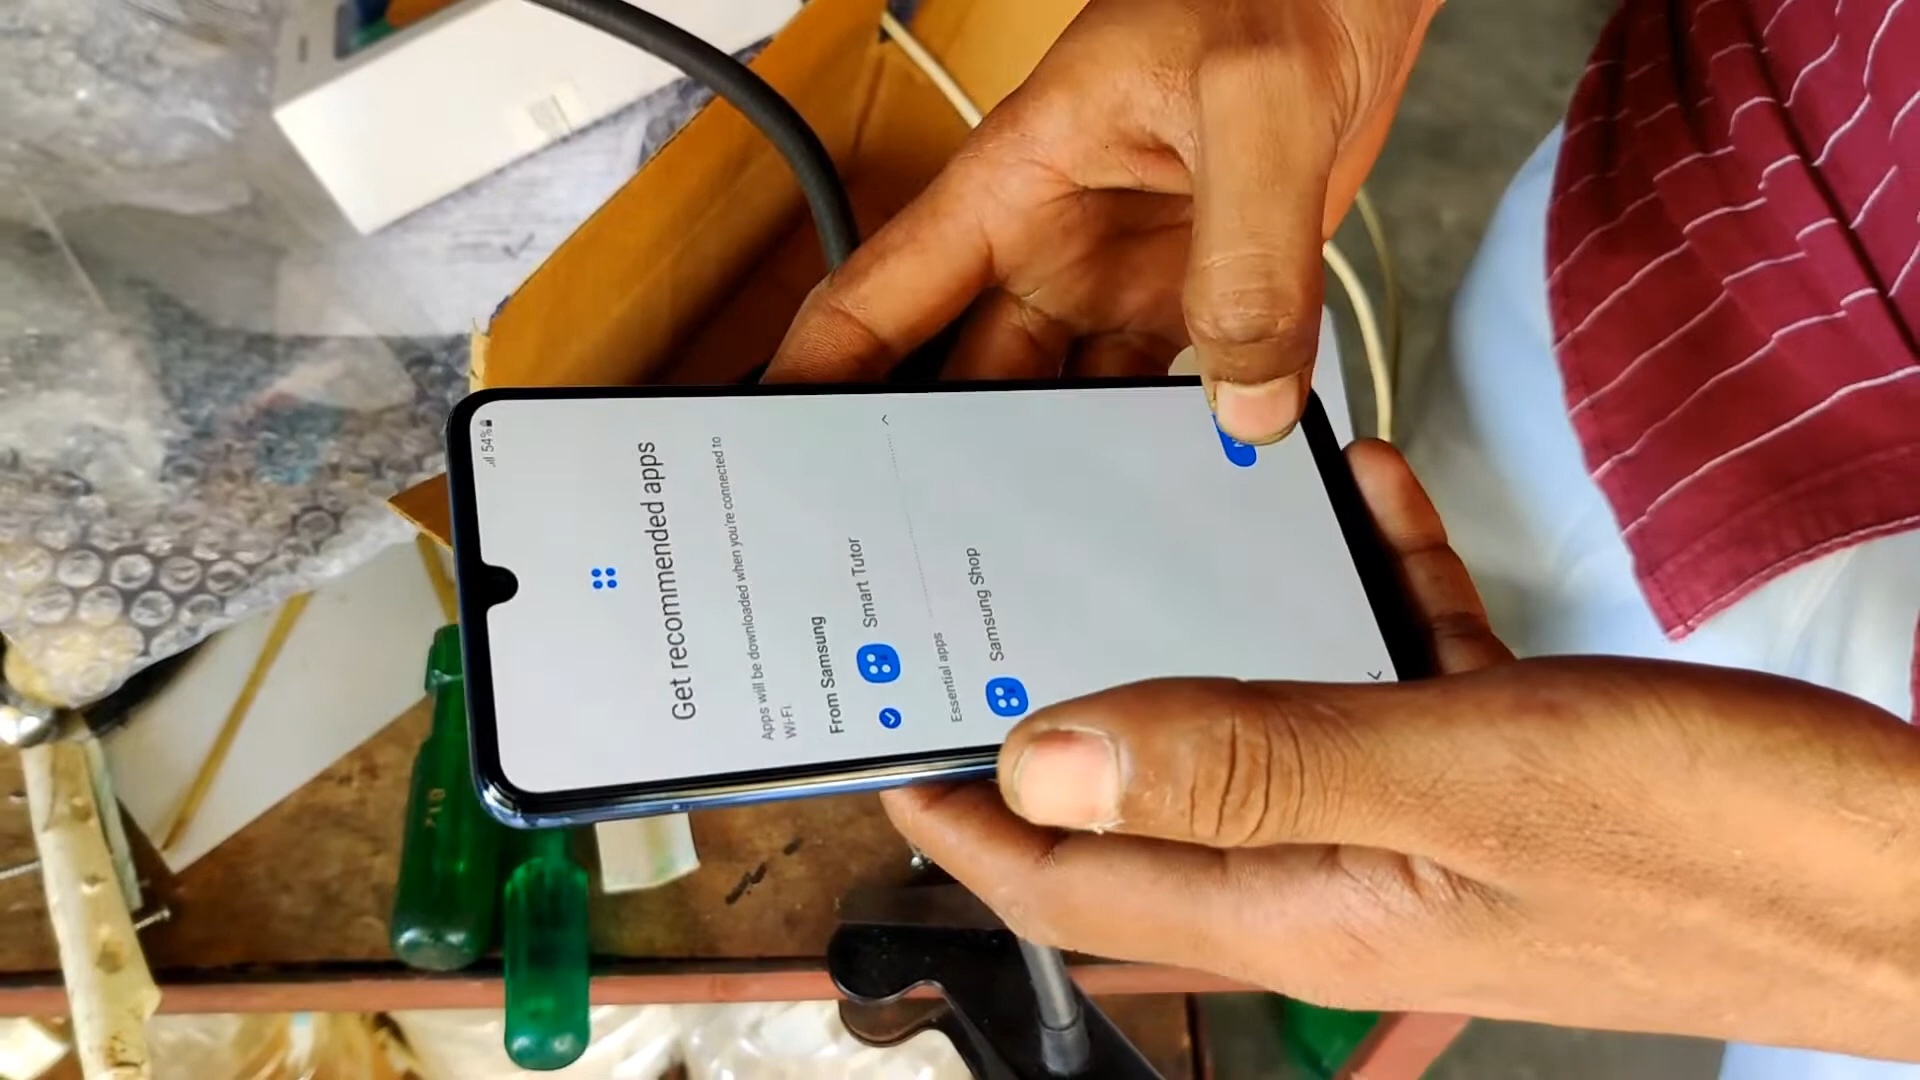 54%
Get recommended apps
Apps will be downloaded when you're connected to
Wi-Fi.
From Samsung
Smart Tutor
Essential apps
Samsung Shop